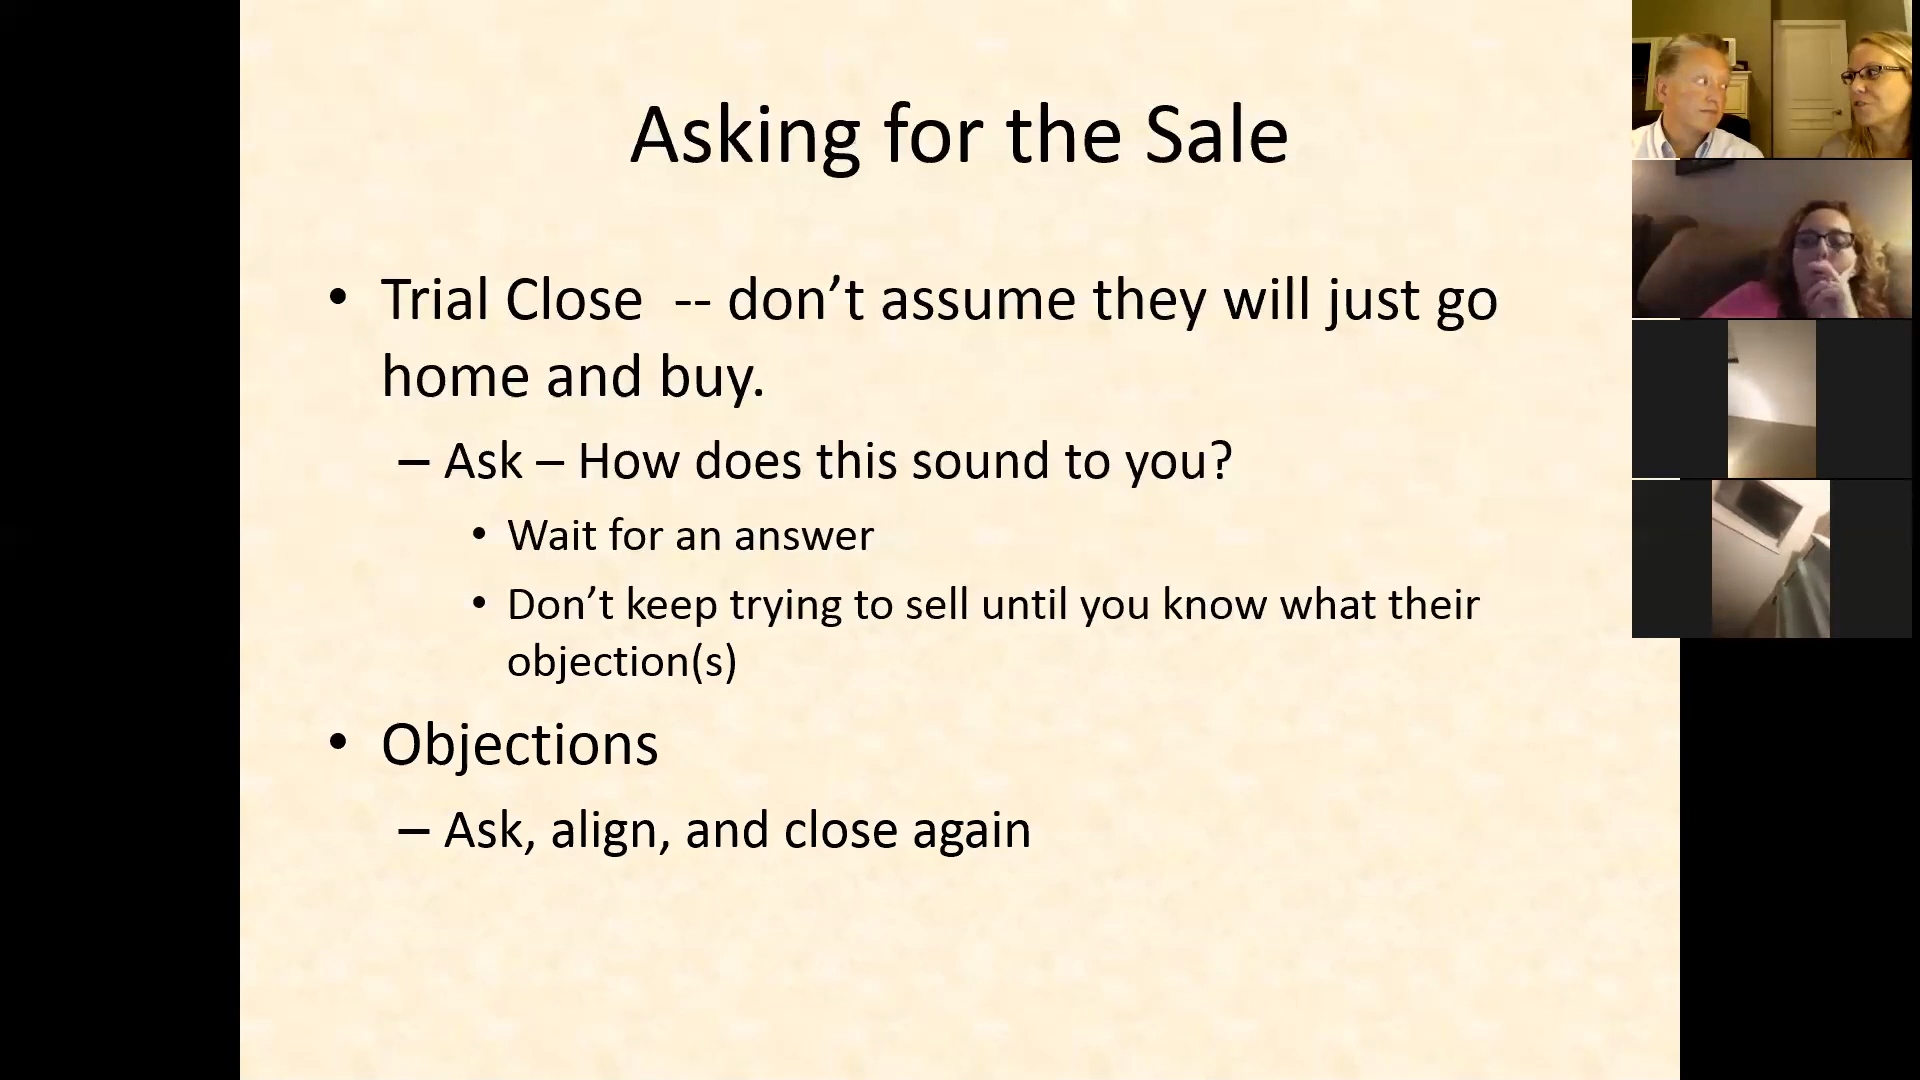 Asking for the Sale
• Trial Close -- don’t assume they will just go
home and buy.
– Ask – How does this sound to you?
• Wait for an answer
• Don’t keep trying to sell until you know what their
objection(s)
• Objections
– Ask, align, and close again